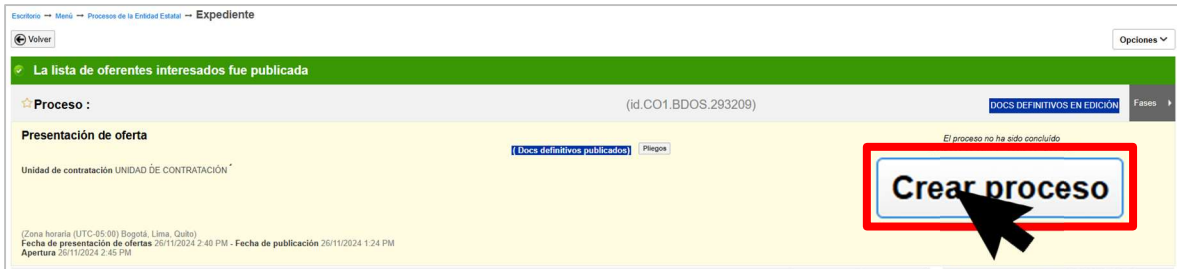 Escritorio → Menú → Procesos de la Entidad Estatal → Expediente
Volver
Opciones
La lista de oferentes interesados fue publicada
Proceso :
(id.CO1.BDOS.293209)
DOCS DEFINITIVOS EN EDICIÓN
Fases
Presentación de oferta
El proceso no ha sido concluído
( Docs definitivos publicados)
Pliegos
Unidad de contratación UNIDAD DE CONTRATACIÓN
Crear proceso
(Zona horaria (UTC-05:00) Bogotá, Lima, Quito)
Fecha de presentación de ofertas 26/11/2024 2:40 PM - Fecha de publicación 26/11/2024 1:24 PM
Apertura 26/11/2024 2:45 PM